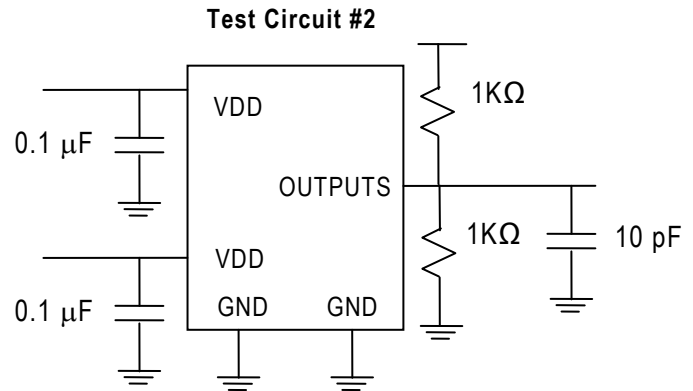 Test Circuit #2
1KΩ
VDD
0.1 µF
OUTPUTS
1KΩ
10 pF
VDD
0.1 µF
GND GND